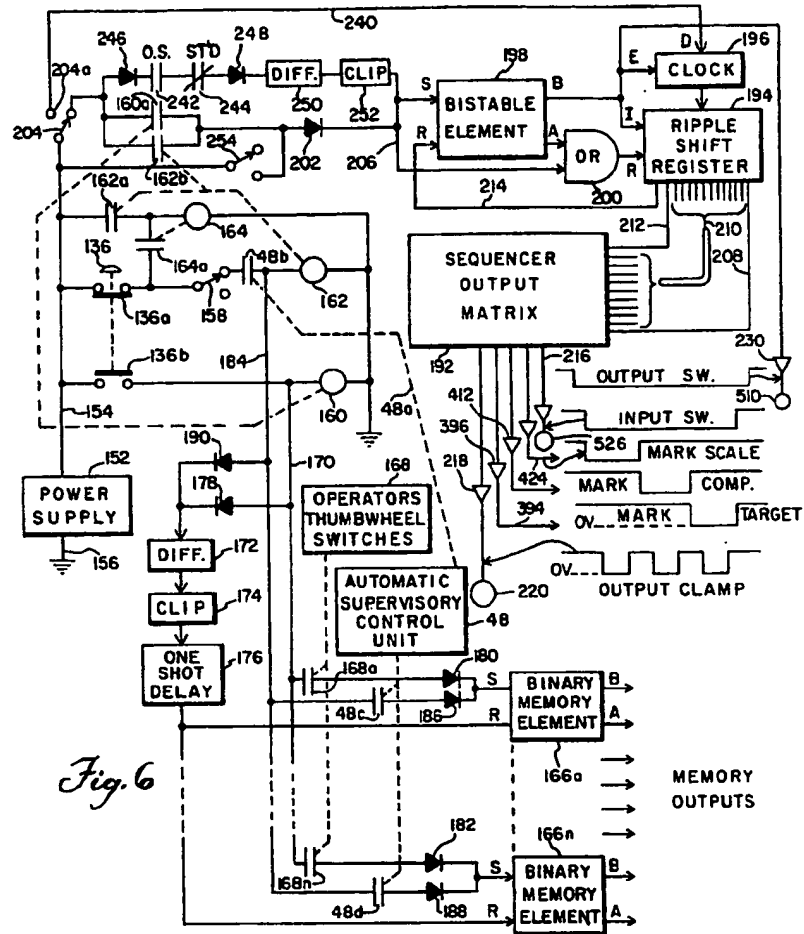 240
246
O.S.
STD
248
204a
160a
242
244
DIFF.
250
CLIP
252
198
S
BISTABLE
ELEMENT
R
B
A
E
D
196
CLOCK
194
I
RIPPLE
SHIFT
REGISTER
R
OR
200
204
254
202
206
162b
162a
164
214
212
210
208
136
164a
48b
158
162
136a
SEQUENCER
OUTPUT
MATRIX
136b
184
192
216
230
OUTPUT SW.
154
160
48a
412
INPUT SW.
510
396
526
190
170
168
218
424
MARK SCALE
152
POWER
SUPPLY
178
OPERATORS
THUMBWHEEL
SWITCHES
MARK
COMP.
394
OV
MARK
TARGET
156
DIFF.
172
OV
OUTPUT CLAMP
220
CLIP
174
AUTOMATIC
SUPERVISORY
CONTROL
UNIT
48
ONE
SHOT
DELAY
176
168a
180
48c
186
S
R
BINARY
MEMORY
ELEMENT
B
A
166a
Fig. 6
MEMORY
OUTPUTS
182
166n
168n
S
BINARY
MEMORY
ELEMENT
B
A
48d
188
R